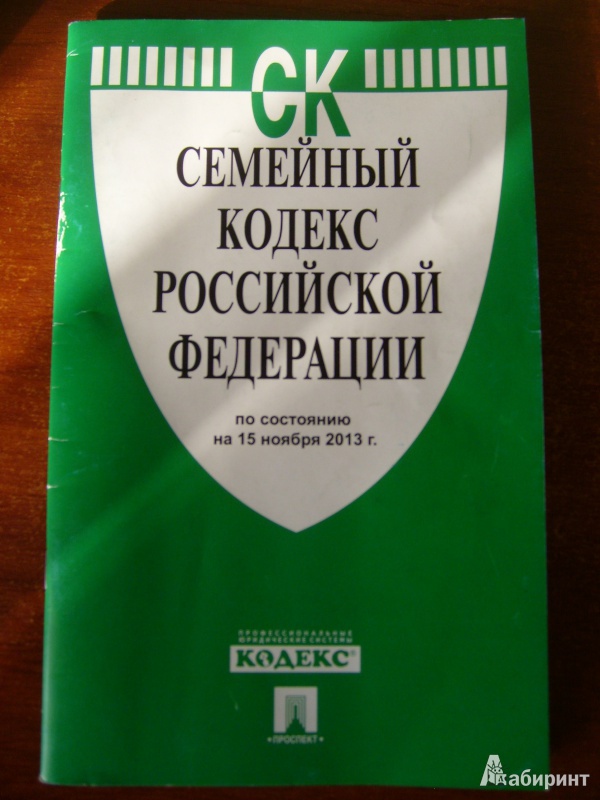 СК
СЕМЕЙНЫЙ
КОДЕКС
РОССИЙСКОЙ
ФЕДЕРАЦИИ
по состоянию
на 15 ноября 2013 г.
ПРОФЕССИОНАЛЬНЫЕ
ЮРИДИЧЕСКИЕ СИСТЕМЫ
КОДЕКС®
•ПРОСПЕКТ•
Лабиринт